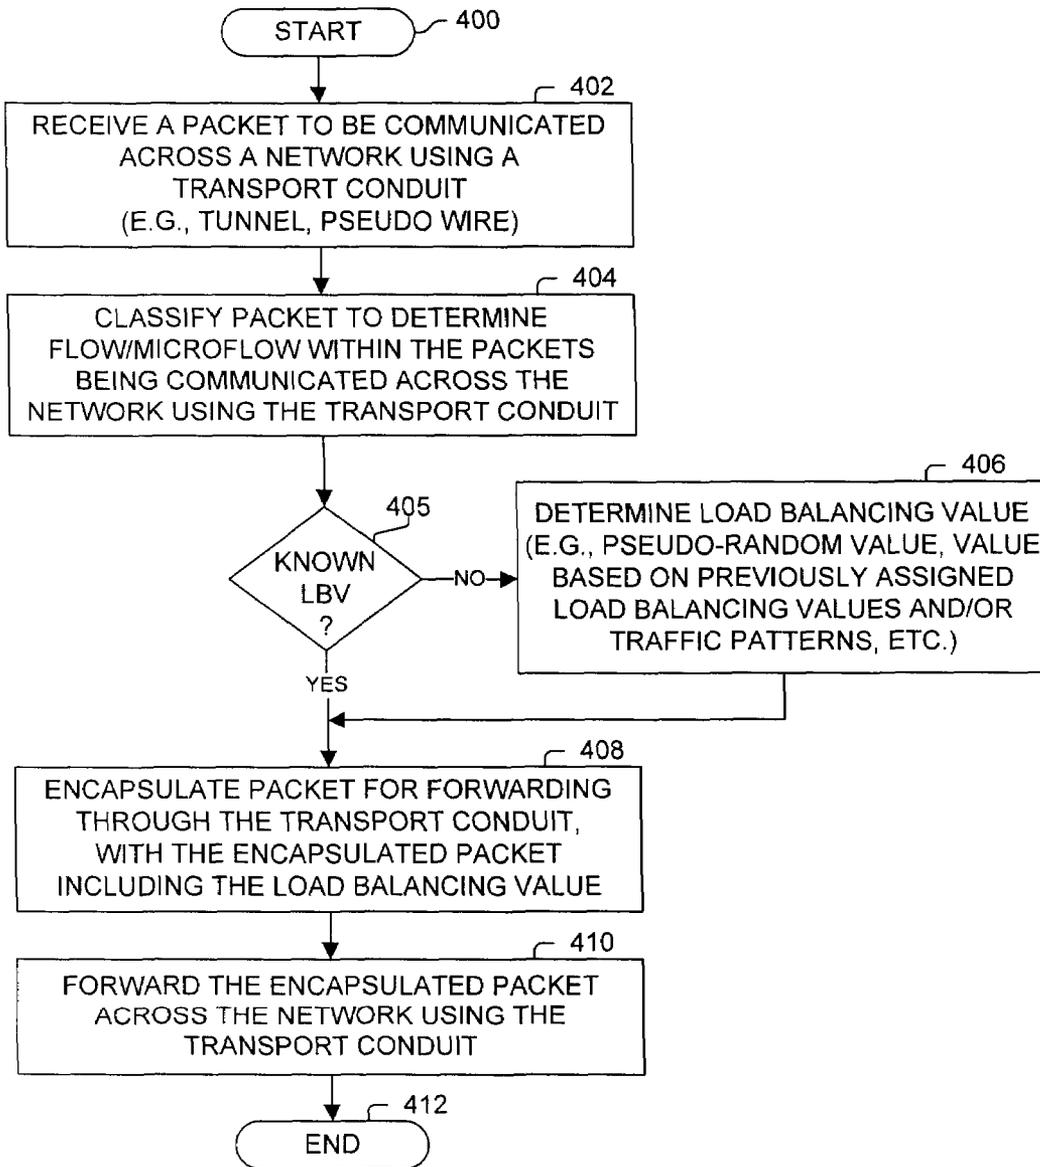 START
400
402
RECEIVE A PACKET TO BE COMMUNICATED
ACROSS A NETWORK USING A
TRANSPORT CONDUIT
(E.G., TUNNEL, PSEUDO WIRE)
404
CLASSIFY PACKET TO DETERMINE
FLOW/MICROFLOW WITHIN THE PACKETS
BEING COMMUNICATED ACROSS THE
NETWORK USING THE TRANSPORT CONDUIT
405
KNOWN
LBV
?
NO
406
DETERMINE LOAD BALANCING VALUE
(E.G., PSEUDO-RANDOM VALUE, VALUE
BASED ON PREVIOUSLY ASSIGNED
LOAD BALANCING VALUES AND/OR
TRAFFIC PATTERNS, ETC.)
YES
408
ENCAPSULATE PACKET FOR FORWARDING
THROUGH THE TRANSPORT CONDUIT,
WITH THE ENCAPSULATED PACKET
INCLUDING THE LOAD BALANCING VALUE
410
FORWARD THE ENCAPSULATED PACKET
ACROSS THE NETWORK USING THE
TRANSPORT CONDUIT
412
END